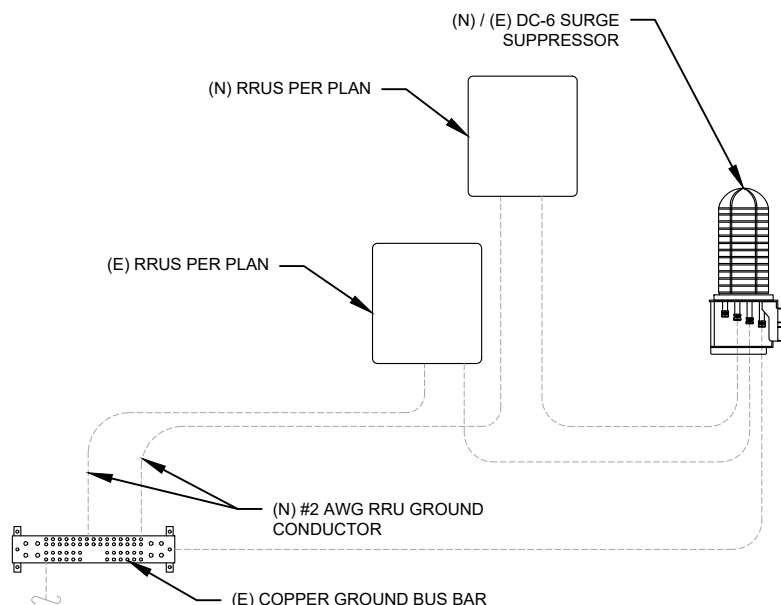 (N) / (E) DC-6 SURGE
SUPPRESSOR
(N) RRUS PER PLAN
(E) RRUS PER PLAN
(N) #2 AWG RRU GROUND
CONDUCTOR
(E) COPPER GROUND BUS BAR